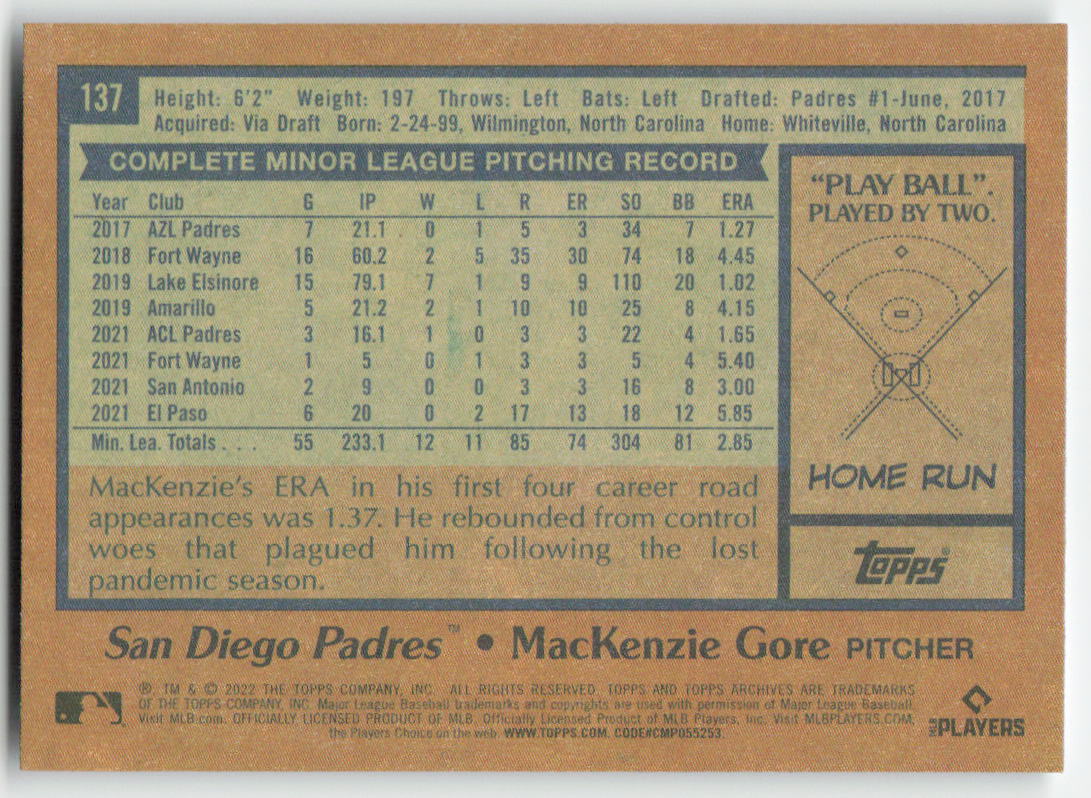 137
Height: 6'2" Weight: 197 Throws: Left Bats: Left Drafted: Padres #1-June, 2017
Acquired: Via Draft Born: 2-24-99, Wilmington, North Carolina Home: Whiteville, North Carolina
COMPLETE MINOR LEAGUE PITCHING RECORD
Year Club G IP W L R ER SO BB ERA
2017 AZL Padres 7 21.1 0 1 5 3 34 7 1.27
2018 Fort Wayne 16 60.2 2 5 35 30 74 18 4.45
2019 Lake Elsinore 15 79.1 7 1 9 9 110 20 1.02
2019 Amarillo 5 21.2 2 1 10 10 25 8 4.15
2021 ACL Padres 3 16.1 1 0 3 3 22 4 1.65
2021 Fort Wayne 1 5 0 1 3 3 5 4 5.40
2021 San Antonio 2 9 0 0 3 3 16 8 3.00
2021 El Paso 6 20 0 2 17 13 18 12 5.85
Min. Lea. Totals . . . 55 233.1 12 11 85 74 304 81 2.85
MacKenzie's ERA in his first four career road
appearances was 1.37. He rebounded from control
woes that plagued him following the lost
pandemic season.
"PLAY BALL".
PLAYED BY TWO.
HOME RUN
Topps®
San Diego Padres™ • MacKenzie Gore PITCHER
®, TM & © 2022 THE TOPPS COMPANY, INC. ALL RIGHTS RESERVED. TOPPS AND TOPPS ARCHIVES ARE TRADEMARKS
OF THE TOPPS COMPANY, INC. Major League Baseball trademarks and copyrights are used with permission of Major League Baseball.
Visit MLB.com. OFFICIALLY LICENSED PRODUCT OF MLB. Officially Licensed Product of MLB Players, Inc. Visit MLBPLAYERS.COM,
the Players Choice on the web. WWW.TOPPS.COM. CODE#CMP055253.
MLB PLAYERS